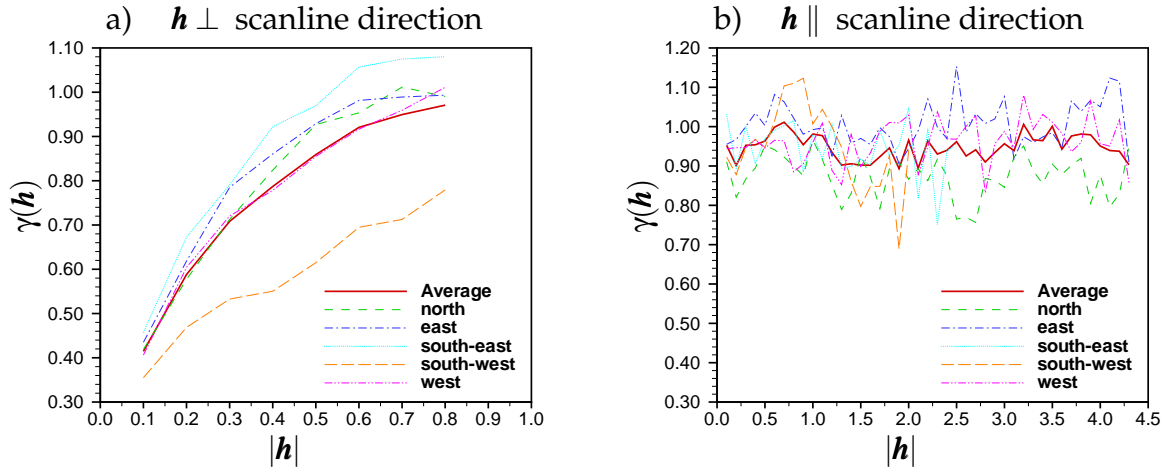 a) h ⊥ scanline direction
1.10
1.00
0.90
0.80
0.70
0.60
0.50
0.40
0.30
γ(h)
Average
north
east
south-east
south-west
west
0.0 0.1 0.2 0.3 0.4 0.5 0.6 0.7 0.8 0.9 1.0
|h|
b) h ∥ scanline direction
1.20
1.10
1.00
0.90
0.80
0.70
0.60
0.50
0.40
0.30
γ(h)
Average
north
east
south-east
south-west
west
0.0 0.5 1.0 1.5 2.0 2.5 3.0 3.5 4.0 4.5
|h|